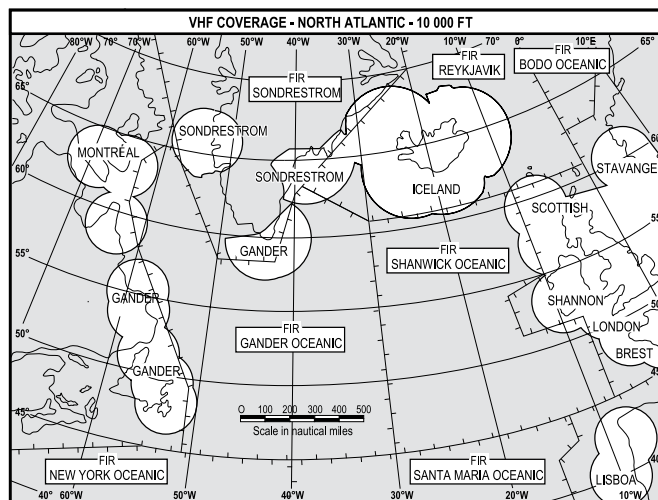 VHF COVERAGE - NORTH ATLANTIC - 10 000 FT
80°W 70°W 70°W 60°W 50°W 40°W 30°W 20°W 10°W 0° 10°E 65°
FIR
SONDRESTROM
FIR
REYKJAVIK
FIR
BODO OCEANIC
65°
SONDRESTROM
MONTRÉAL
60°
SONDRESTROM
ICELAND
STAVANGE
60°
SCOTTISH
GANDER
FIR
SHANWICK OCEANIC
55°
55°
GANDER
SHANNON
50°
FIR
GANDER OCEANIC
LONDON
50°
BREST
GANDER
45°
45°
0 100 200 300 400 500
Scale in nautical miles
40°
FIR
NEW YORK OCEANIC
FIR
SANTA MARIA OCEANIC
LISBOA
40° 60°W 50°W 40°W 30°W 20°W 10°W